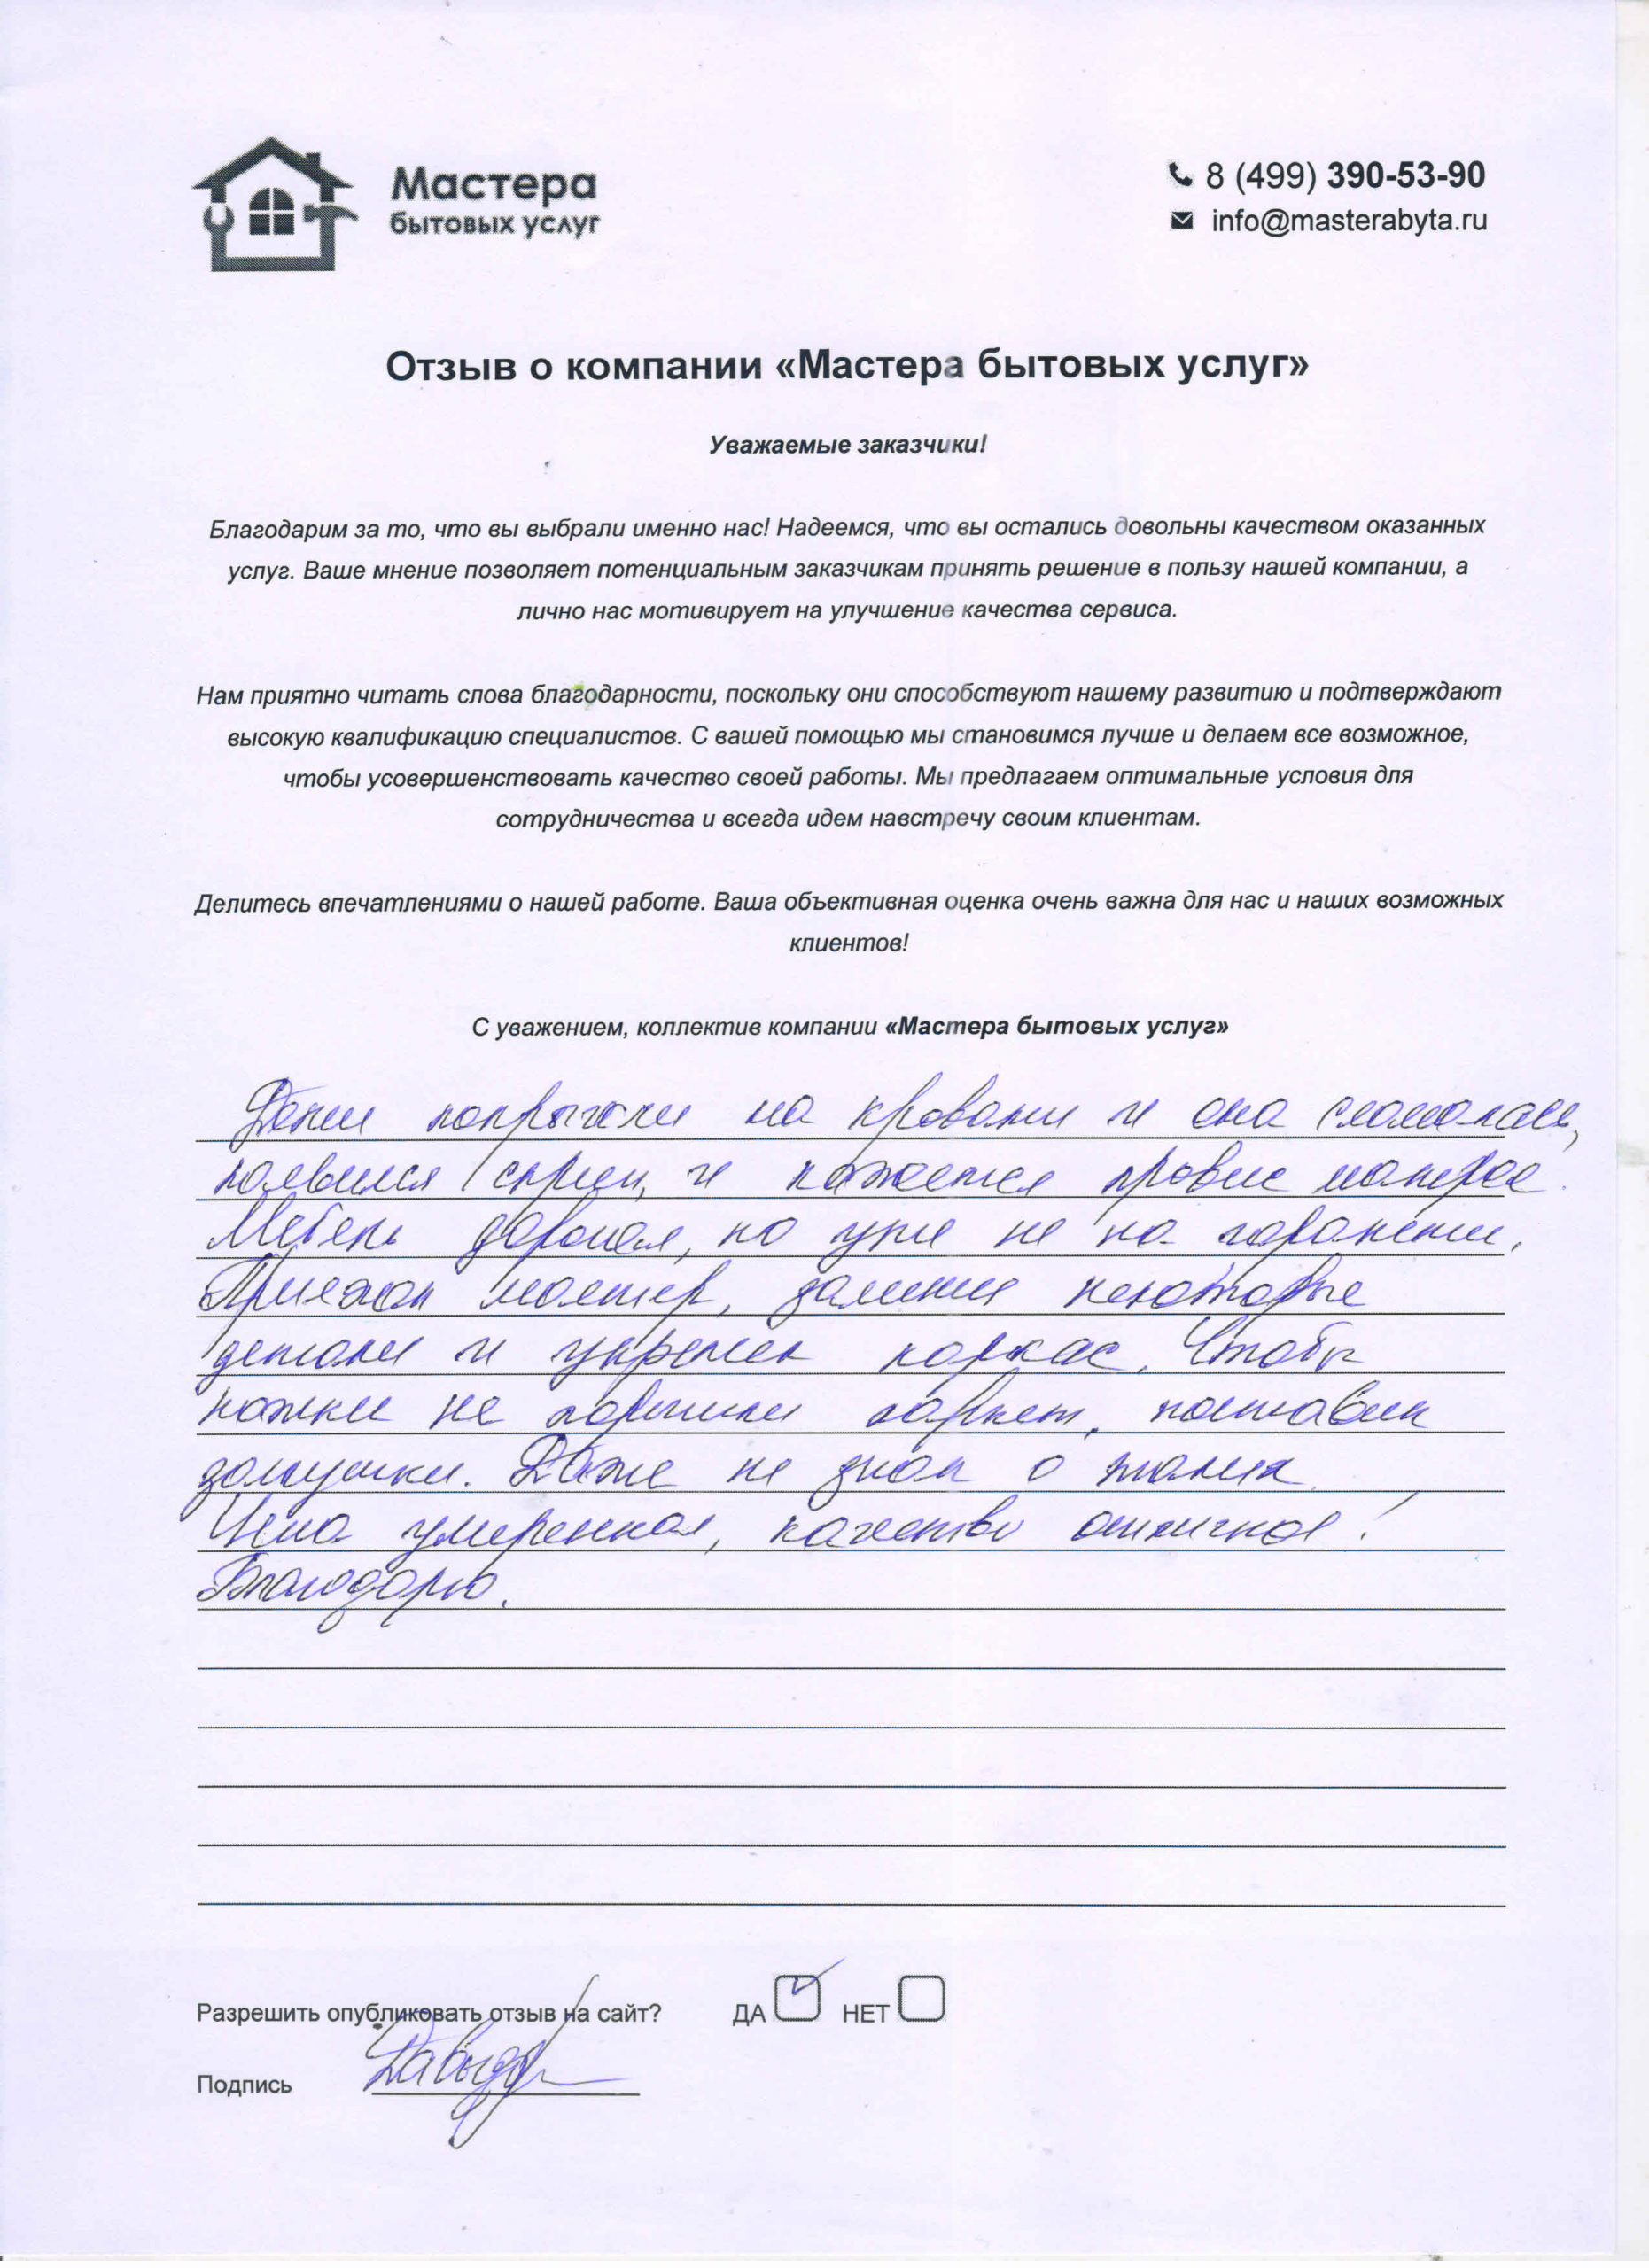 Мастера
бытовых услуг
8 (499) 390-53-90
info@masterabyta.ru
Отзыв о компании «Мастера бытовых услуг»
Уважаемые заказчики!
Благодарим за то, что вы выбрали именно нас! Надеемся, что вы остались довольны качеством оказанных
услуг. Ваше мнение позволяет потенциальным заказчикам принять решение в пользу нашей компании, а
лично нас мотивирует на улучшение качества сервиса.
Нам приятно читать слова благодарности, поскольку они способствуют нашему развитию и подтверждают
высокую квалификацию специалистов. С вашей помощью мы становимся лучше и делаем все возможное,
чтобы усовершенствовать качество своей работы. Мы предлагаем оптимальные условия для
сотрудничества и всегда идем навстречу своим клиентам.
Делитесь впечатлениями о нашей работе. Ваша объективная оценка очень важна для нас и наших возможных
клиентов!
С уважением, коллектив компании «Мастера бытовых услуг»
Дети попрыгали на кровати и она сломалась,
появился скрип, и кажется провис матрас.
Мебель дорогая, но уже не на гарантии.
Приехал мастер, заменил некоторые
детали и укрепил каркас. Чтобы
ножки не портили паркет, поставил
заглушки. Даже не знал о таких.
Цена умеренная, качество отличное!
Благодарю.
Разрешить опубликовать отзыв на сайт? ДА НЕТ
Подпись